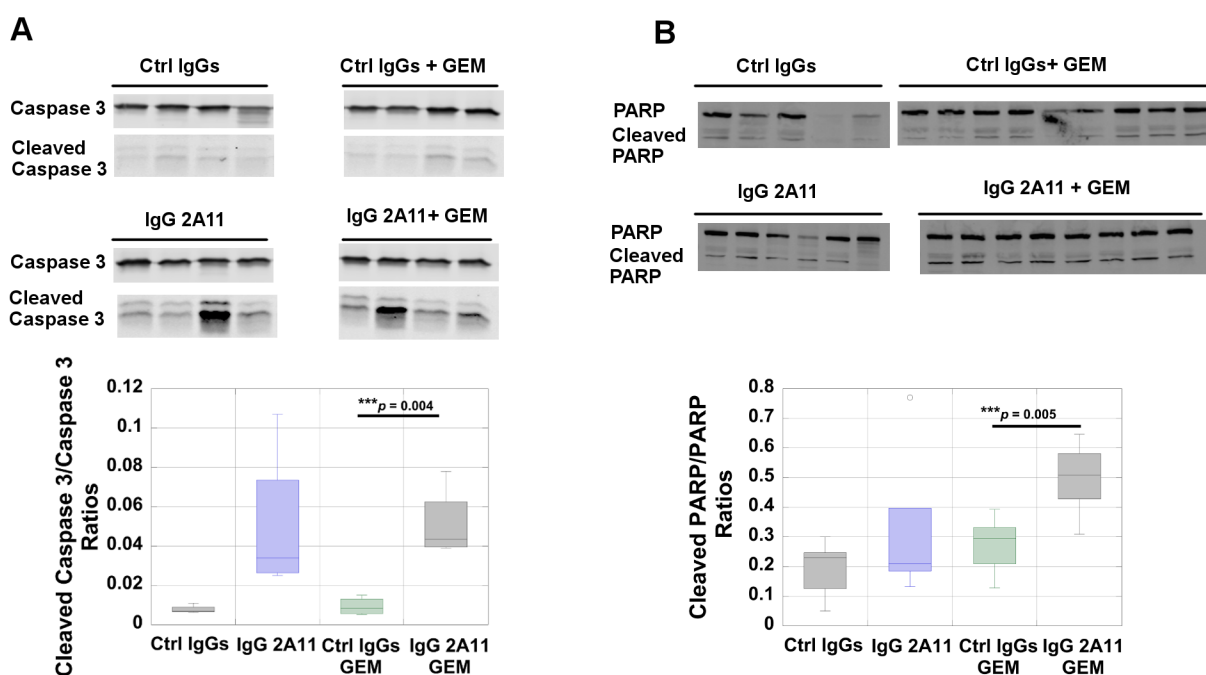 A
Ctrl IgGs
Ctrl IgGs + GEM
Caspase 3
Cleaved
Caspase 3
IgG 2A11
IgG 2A11+ GEM
Caspase 3
Cleaved
Caspase 3
Cleaved Caspase 3/Caspase 3
Ratios
0.12
0.1
0.08
0.06
0.04
0.02
0
***p = 0.004
Ctrl IgGs
IgG 2A11
Ctrl IgGs
GEM
IgG 2A11
GEM
B
Ctrl IgGs
Ctrl IgGs+ GEM
PARP
Cleaved
PARP
IgG 2A11
IgG 2A11 + GEM
PARP
Cleaved
PARP
Cleaved PARP/PARP
Ratios
0.8
0.7
0.6
0.5
0.4
0.3
0.2
0.1
0
***p = 0.005
Ctrl IgGs
IgG 2A11
Ctrl IgGs
GEM
IgG 2A11
GEM